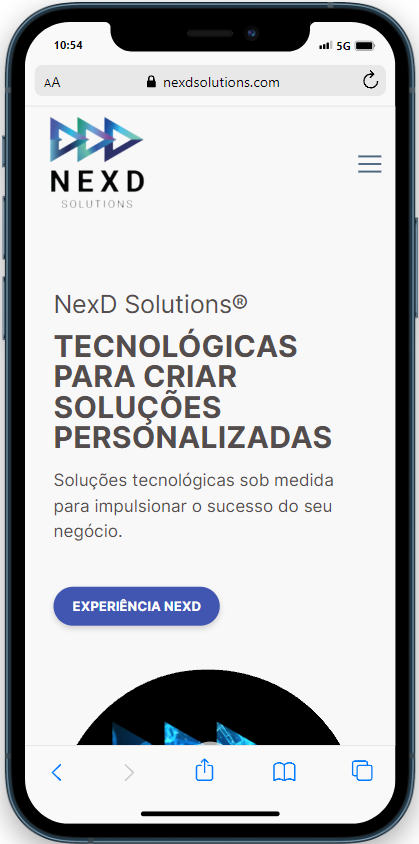 10:54
5G
AA
nexdsolutions.com
NEXD
SOLUTIONS
NexD Solutions®
TECNOLÓGICAS
PARA CRIAR
SOLUÇÕES
PERSONALIZADAS
Soluções tecnológicas sob medida
para impulsionar o sucesso do seu
negócio.
EXPERIÊNCIA NEXD